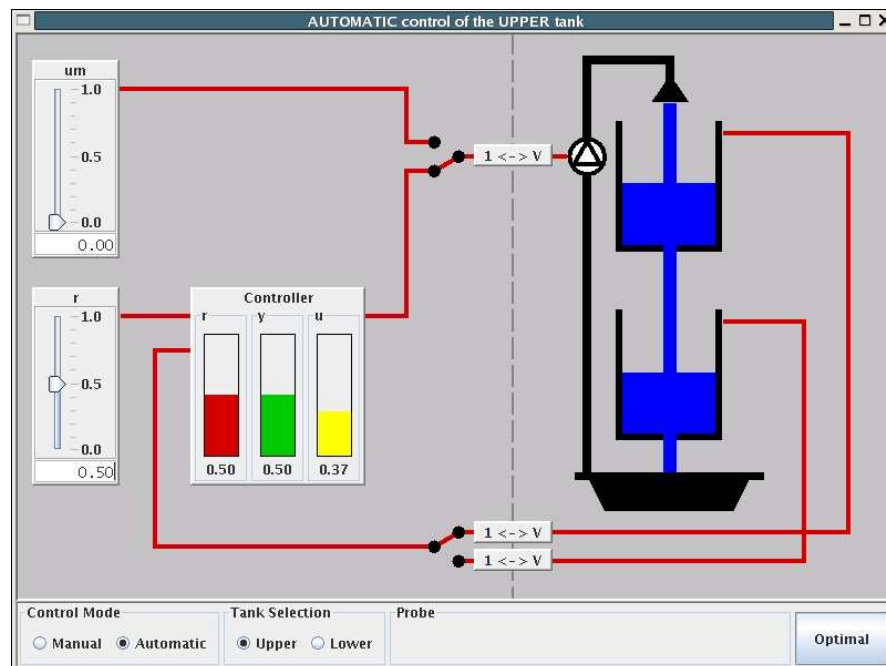 AUTOMATIC control of the UPPER tank
um
1.0
0.5
0.0
0.00
1 <-> V
r
1.0
0.5
0.0
0.50
Controller
r y u
0.50 0.50 0.37
1 <-> V
1 <-> V
Control Mode
Manual Automatic
Tank Selection
Upper Lower
Probe
Optimal